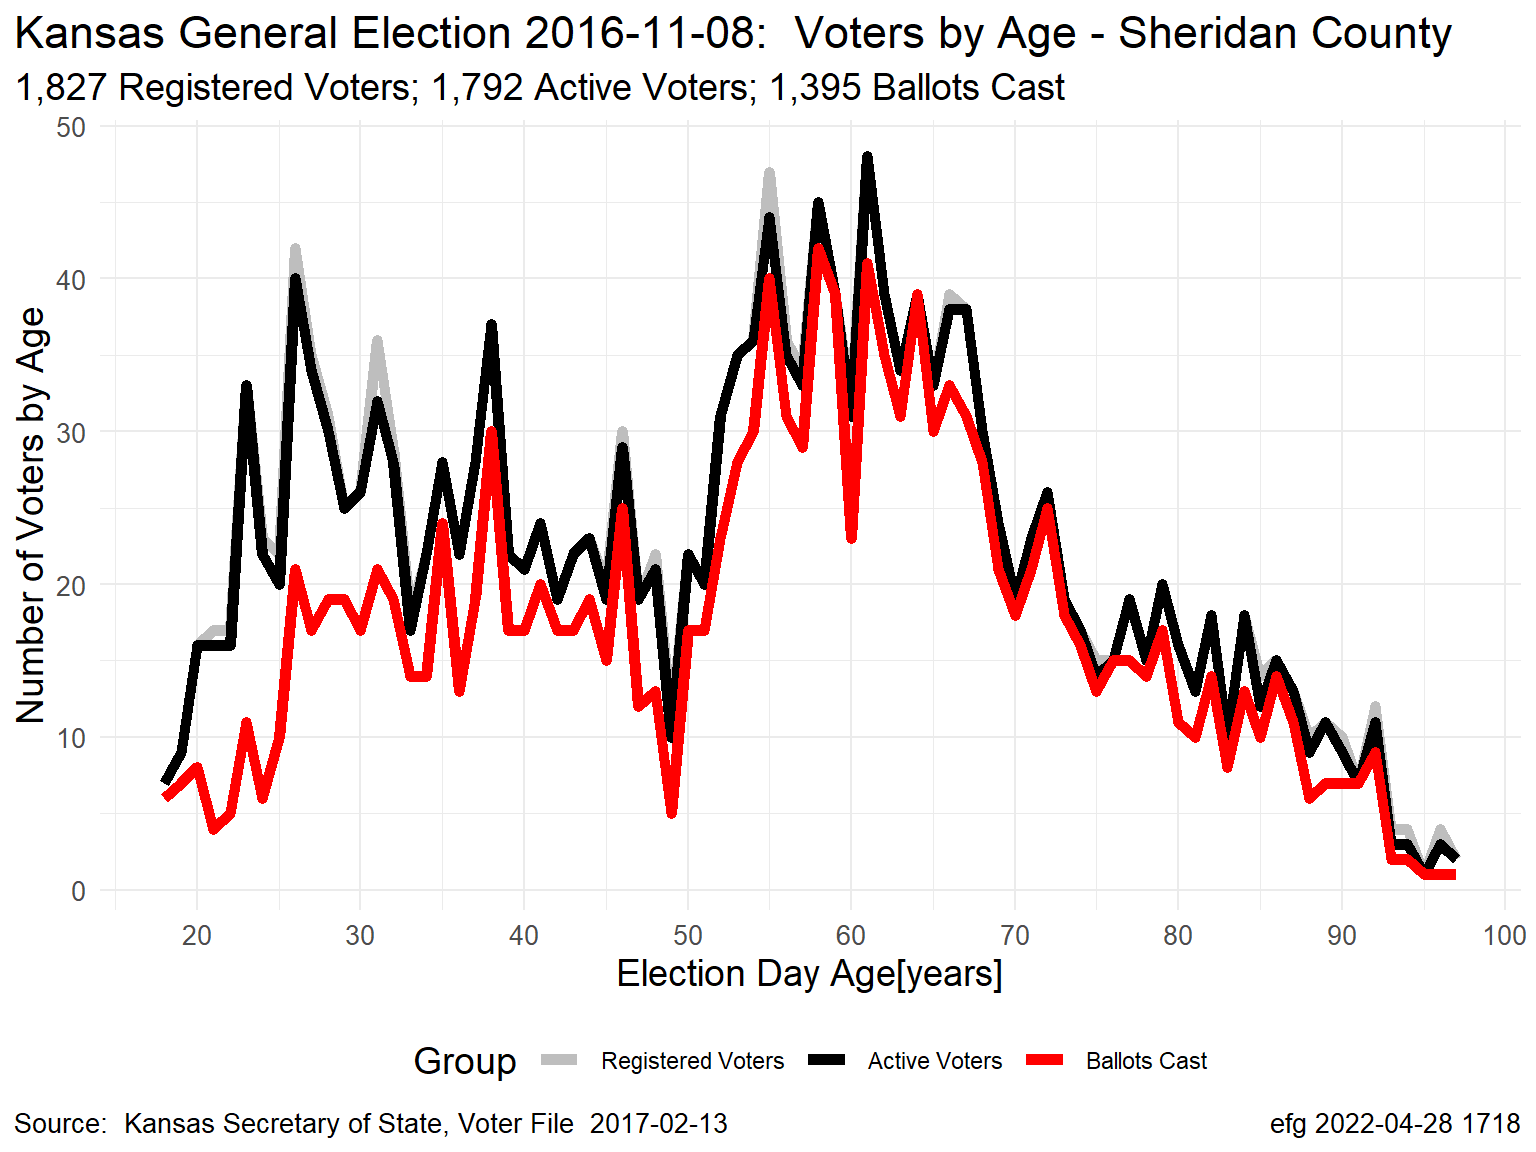 Kansas General Election 2016-11-08:  Voters by Age - Sheridan County
1,827 Registered Voters; 1,792 Active Voters; 1,395 Ballots Cast
Number of Voters by Age
50
40
30
20
10
0
20 30 40 50 60 70 80 90 100
Election Day Age[years]
Group Registered Voters Active Voters Ballots Cast
Source:  Kansas Secretary of State, Voter File  2017-02-13 efg 2022-04-28 1718